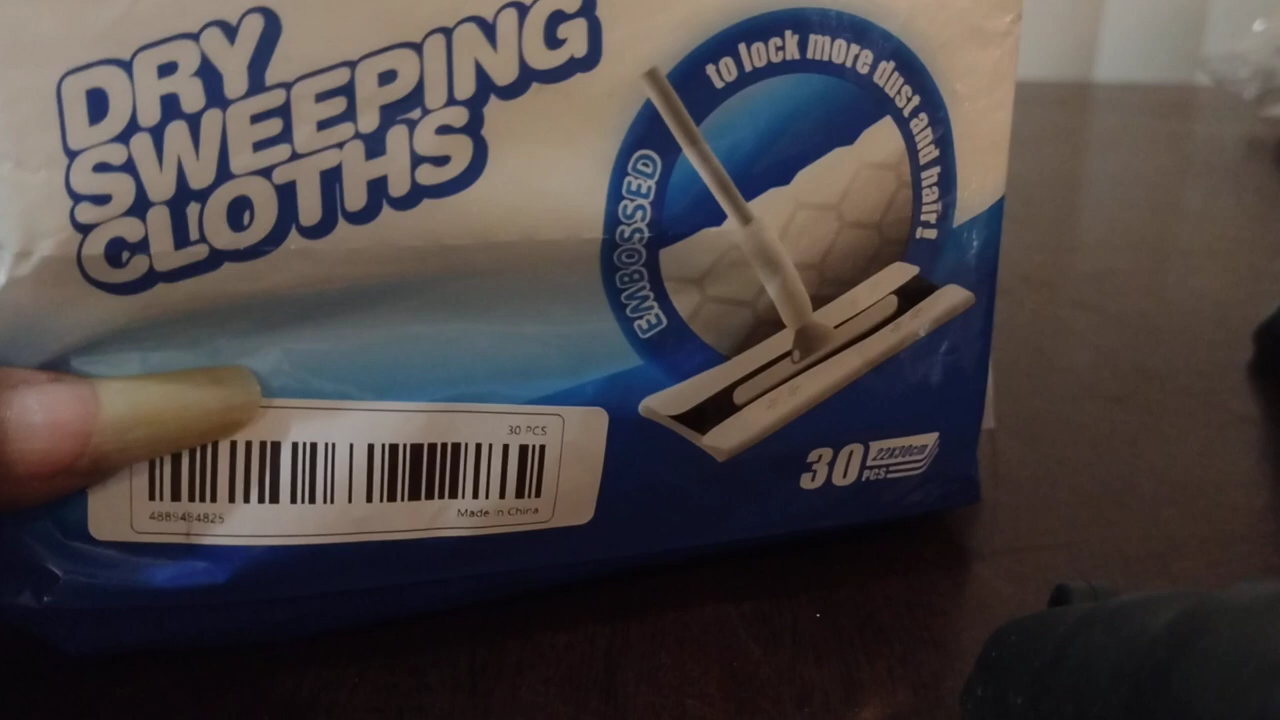 DRY
SWEEPING
CLOTHS
EMBOSSED
to lock more dust and hair!
30 PCS
4889484825
Made in China
30 PCS 22X30cm